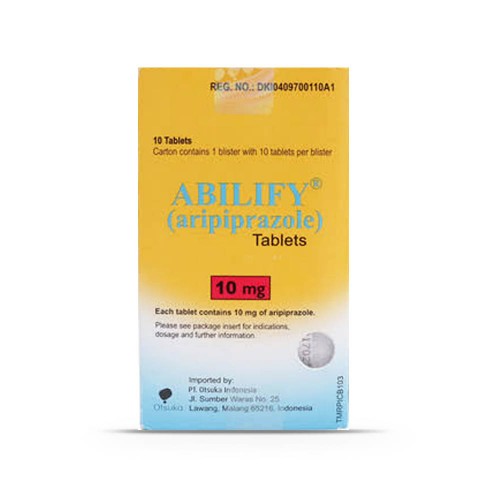 REG. NO.: DKI0409700110A1
10 Tablets
Carton contains 1 blister with 10 tablets per blister
ABILIFY®
(aripiprazole)
Tablets
10 mg
Each tablet contains 10 mg of aripiprazole.
Please see package insert for indications,
dosage and further information.
Imported by:
PT. Otsuka Indonesia
Jl. Sumber Waras No. 25
Lawang, Malang 65216, Indonesia
Otsuka
TMRPICB103